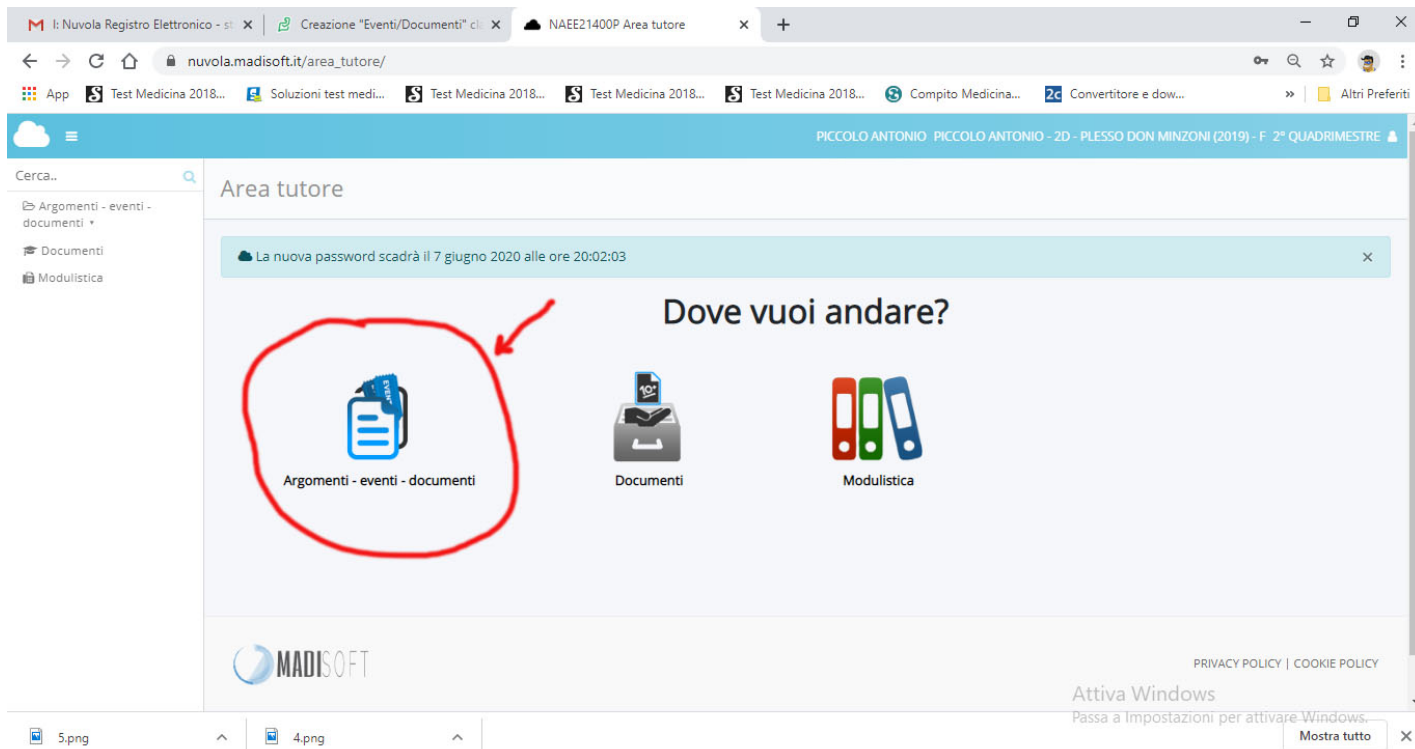 I: Nuvola Registro Elettronico - st
Creazione "Eventi/Documenti" cla
NAEE21400P Area tutore
nuvola.madisoft.it/area_tutore/
App
Test Medicina 2018...
Soluzioni test medi...
Test Medicina 2018...
Test Medicina 2018...
Test Medicina 2018...
Compito Medicina...
Convertitore e dow...
»
Altri Preferiti
PICCOLO ANTONIO PICCOLO ANTONIO - 2D - PLESSO DON MINZONI (2019) - F 2° QUADRIMESTRE
Cerca..
Argomenti - eventi -
documenti
Documenti
Modulistica
Area tutore
La nuova password scadrà il 7 giugno 2020 alle ore 20:02:03
Dove vuoi andare?
Argomenti - eventi - documenti
Documenti
Modulistica
MADISOFT
PRIVACY POLICY | COOKIE POLICY
Attiva Windows
Passa a Impostazioni per attivare Windows.
5.png
4.png
Mostra tutto